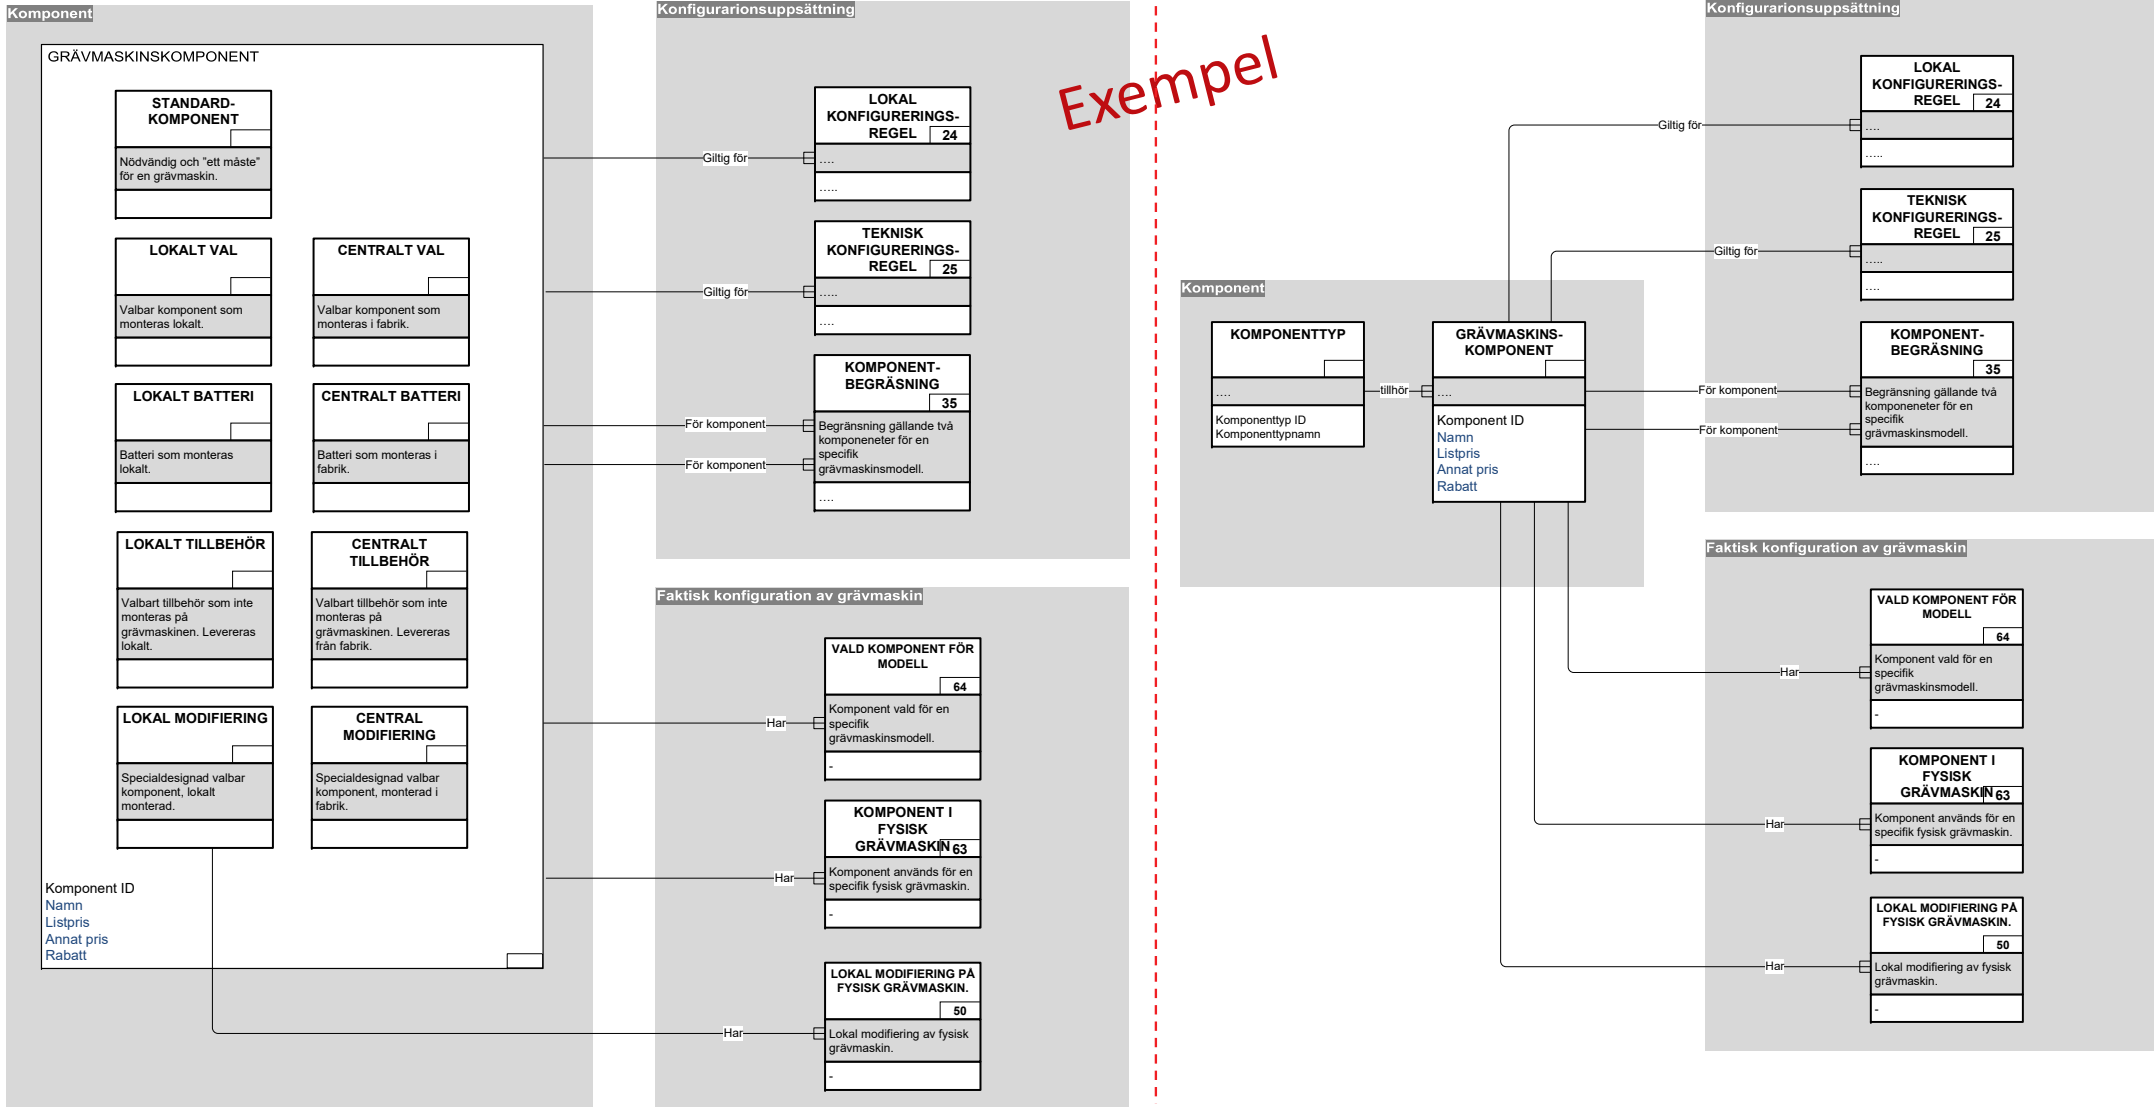 Komponent
GRÄVMASKINSKOMPONENT
STANDARD-
KOMPONENT
Nödvändig och ”ett måste”
för en grävmaskin.
LOKALT VAL
Valbar komponent som
monteras lokalt.
CENTRALT VAL
Valbar komponent som
monteras i fabrik.
LOKALT BATTERI
Batteri som monteras
lokalt.
CENTRALT BATTERI
Batteri som monteras i
fabrik.
LOKALT TILLBEHÖR
Valbart tillbehör som inte
monteras på
grävmaskinen. Levereras
lokalt.
CENTRALT
TILLBEHÖR
Valbart tillbehör som inte
monteras på
grävmaskinen. Levereras
från fabrik.
LOKAL MODIFIERING
Specialdesignad valbar
komponent, lokalt
monterad.
CENTRAL
MODIFIERING
Specialdesignad valbar
komponent, monterad i
fabrik.
Komponent ID
Namn
Listpris
Annat pris
Rabatt
Giltig för
Giltig för
För komponent
För komponent
Har
Har
Har
Konfigurarionsuppsättning
LOKAL
KONFIGURERINGS-
REGEL 24
....
.....
TEKNISK
KONFIGURERINGS-
REGEL 25
.....
....
KOMPONENT-
BEGRÄSNING
35
Begränsning gällande två
komponeneter för en
specifik
grävmaskinsmodell.
....
Faktisk konfiguration av grävmaskin
VALD KOMPONENT FÖR
MODELL
64
Komponent vald för en
specifik
grävmaskinsmodell.
-
KOMPONENT I
FYSISK
GRÄVMASKIN 63
Komponent används för en
specifik fysisk grävmaskin.
-
LOKAL MODIFIERING PÅ
FYSISK GRÄVMASKIN.
50
Lokal modifiering av fysisk
grävmaskin.
-
Exempel
Komponent
KOMPONENTTYP
....
Komponenttyp ID
Komponenttypnamn
tillhör
GRÄVMASKINS-
KOMPONENT
....
Komponent ID
Namn
Listpris
Annat pris
Rabatt
Giltig för
Giltig för
För komponent
För komponent
Har
Har
Har
Konfigurarionsuppsättning
LOKAL
KONFIGURERINGS-
REGEL 24
....
.....
TEKNISK
KONFIGURERINGS-
REGEL 25
.....
....
KOMPONENT-
BEGRÄSNING
35
Begränsning gällande två
komponeneter för en
specifik
grävmaskinsmodell.
....
Faktisk konfiguration av grävmaskin
VALD KOMPONENT FÖR
MODELL
64
Komponent vald för en
specifik
grävmaskinsmodell.
-
KOMPONENT I
FYSISK
GRÄVMASKIN 63
Komponent används för en
specifik fysisk grävmaskin.
-
LOKAL MODIFIERING PÅ
FYSISK GRÄVMASKIN.
50
Lokal modifiering av fysisk
grävmaskin.
-